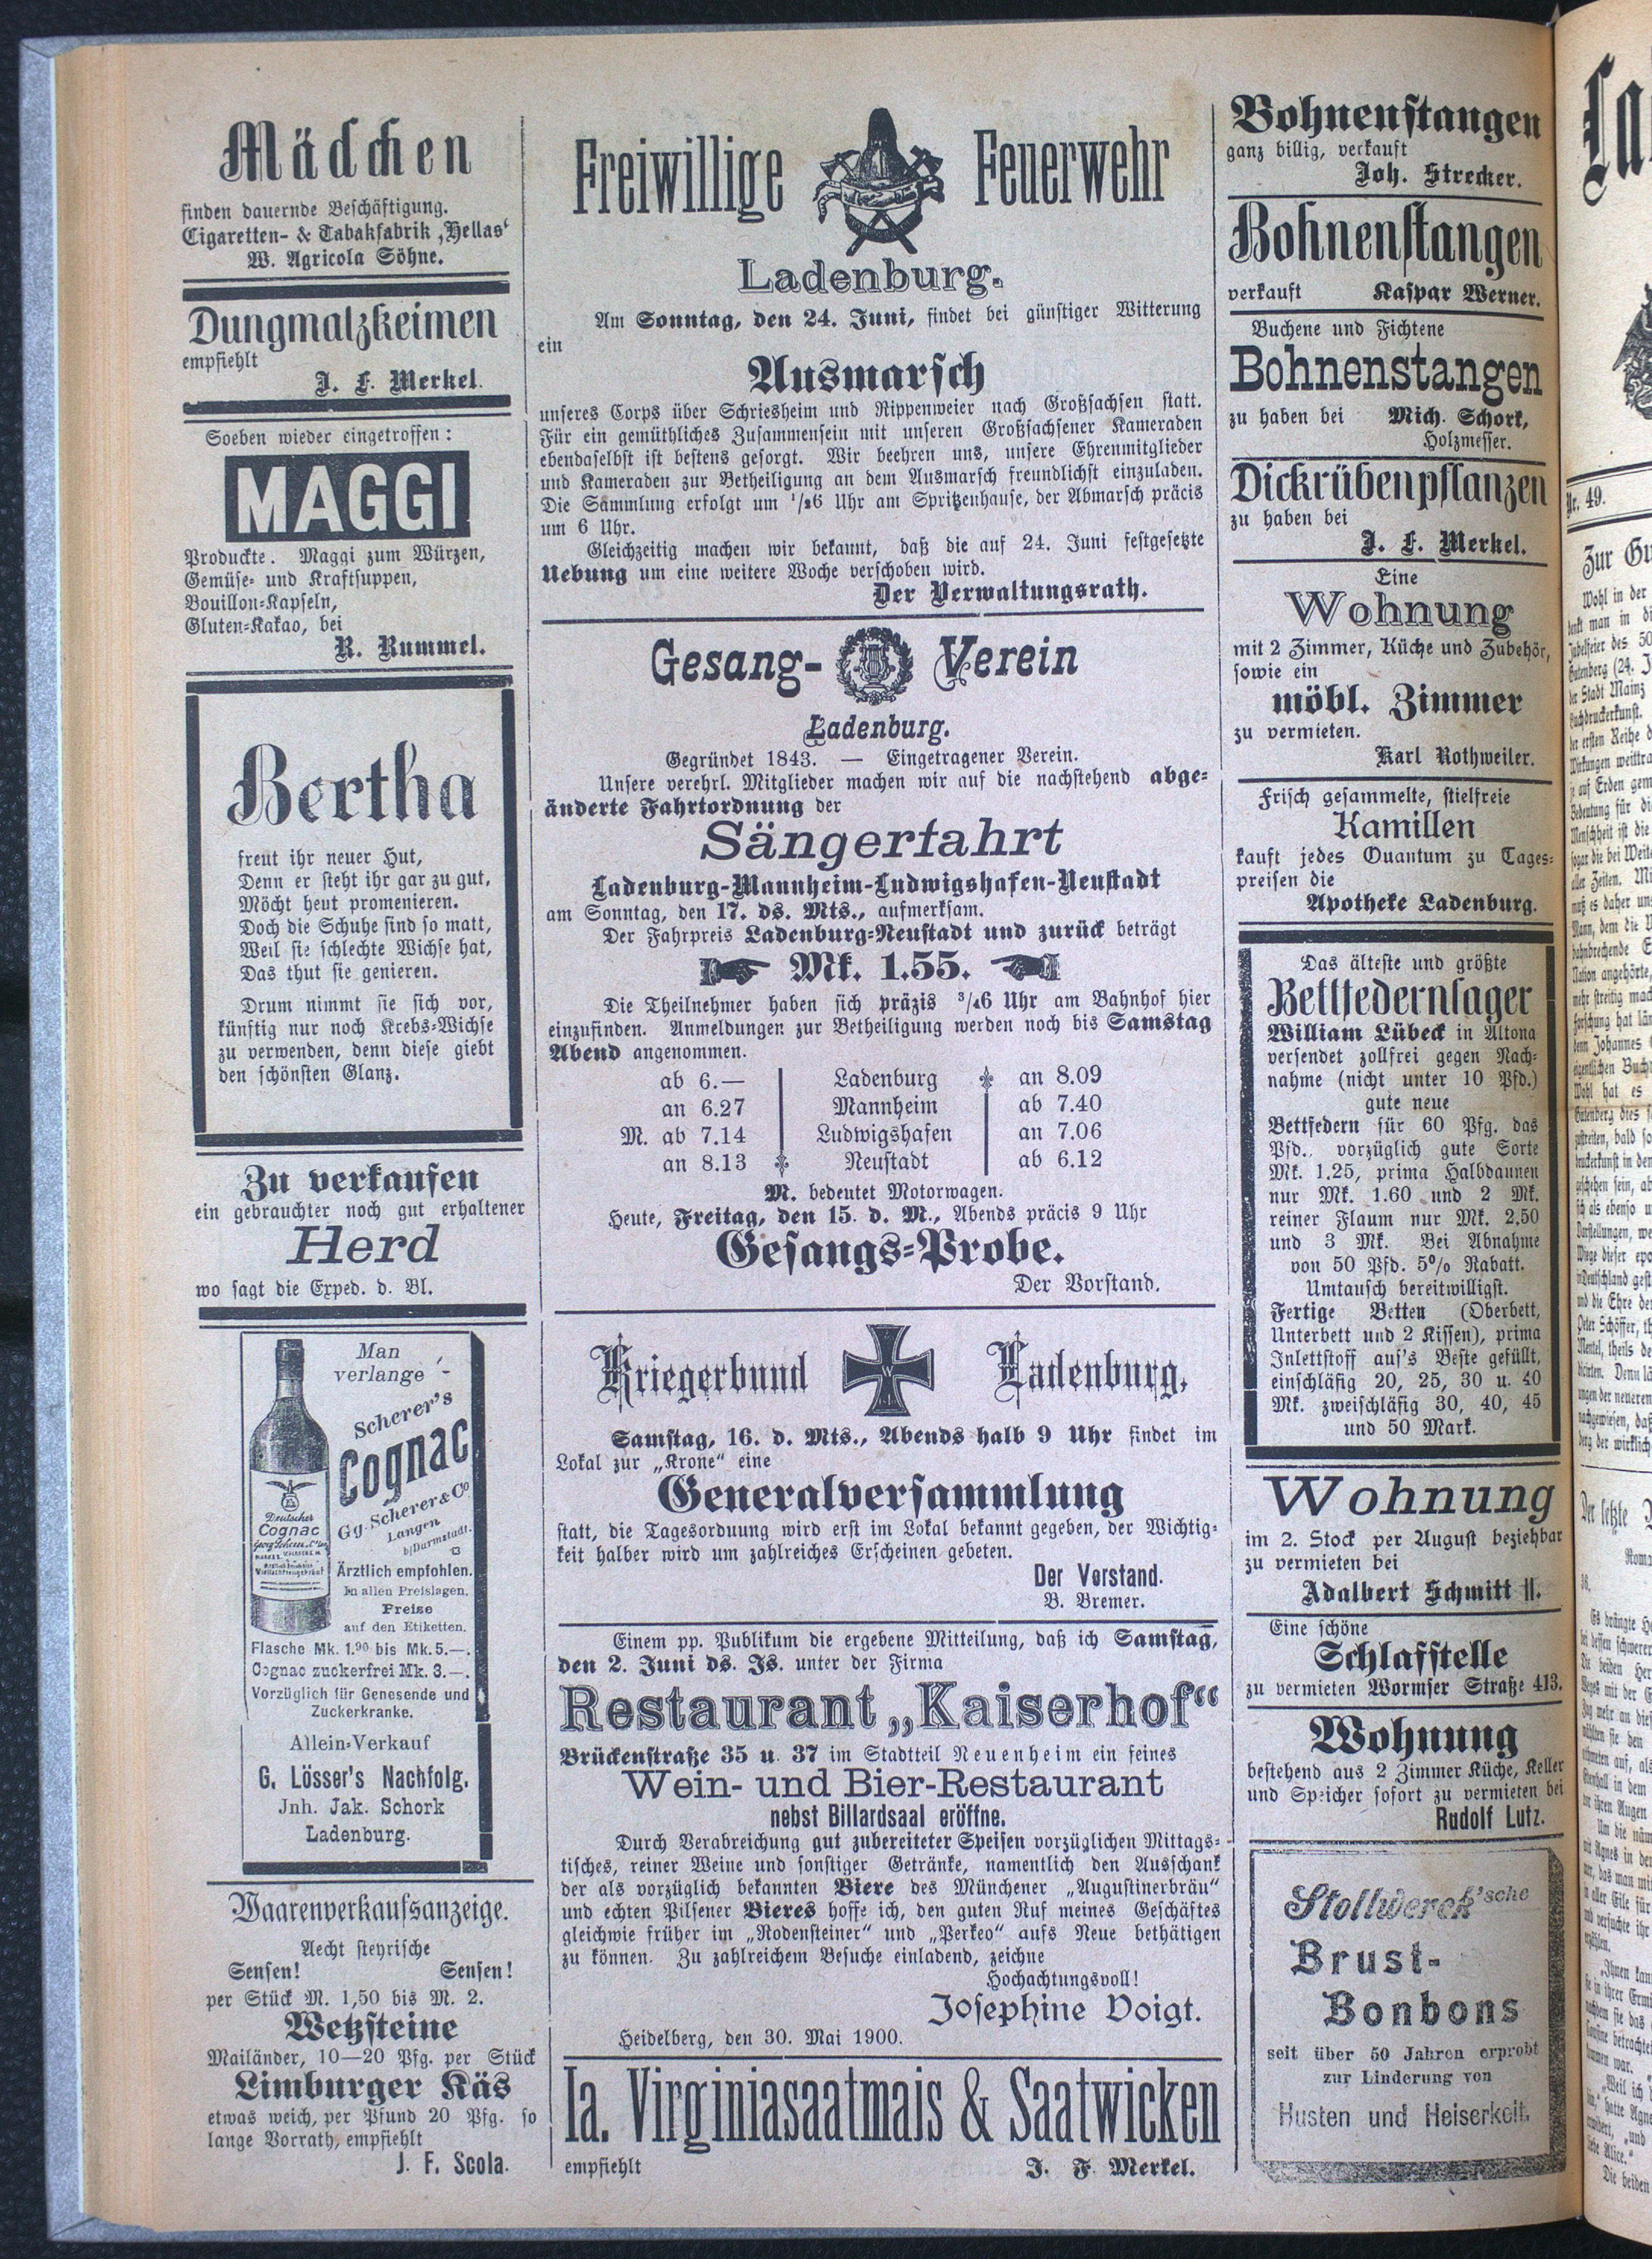 Mädchen
finden dauernde Beschäftigung.
Cigaretten- & Tabakfabrik ‚Hellas‘
W. Agricola Söhne.
Dungmalzkeimen
empfiehlt
J. F. Merkel.
Soeben wieder eingetroffen:
MAGGI
Produckte. Maggi zum Würzen,
Gemüse- und Kraftsuppen,
Bouillon-Kapseln,
Gluten-Kakao, bei
R. Rummel.
Bertha
freut ihr neuer Hut,
Denn er steht ihr gar zu gut,
Möcht heut promenieren.
Doch die Schuhe sind so matt,
Weil sie schlechte Wichse hat,
Das thut sie genieren.
Drum nimmt sie sich vor,
künftig nur noch Krebs-Wichse
zu verwenden, denn diese giebt
den schönsten Glanz.
Zu verkaufen
ein gebrauchter noch gut erhaltener
Herd
wo sagt die Exped. d. Bl.
Man
verlange
Scherer's
Cognac
Gg. Scherer & Co
Langen
b/Darmstadt.
Deutscher
Cognac
Ärztlich empfohlen.
In allen Preislagen.
Preise
auf den Etiketten.
Flasche Mk. 1.90 bis Mk. 5.—.
Cognac zuckerfrei Mk. 3.—.
Vorzüglich für Genesende und
Zuckerkranke.
Allein-Verkauf
G. Lösser's Nachfolg.
Jnh. Jak. Schork
Ladenburg.
Waarenverkaufsanzeige.
Aecht steyrische
Sensen! Sensen!
per Stück M. 1,50 bis M. 2.
Wetzsteine
Mailänder, 10—20 Pfg. per Stück
Limburger Käs
etwas weich, per Pfund 20 Pfg. so
lange Vorrath, empfiehlt
J. F. Scola.
Freiwillige Feuerwehr
Ladenburg.
Am Sonntag, den 24. Juni, findet bei günstiger Witterung
ein
Ausmarsch
unseres Corps über Schriesheim und Rippenweier nach Großsachsen statt.
Für ein gemüthliches Zusammensein mit unseren Großsachsener Kameraden
ebendaselbst ist bestens gesorgt. Wir beehren uns, unsere Ehrenmitglieder
und Kameraden zur Betheiligung an dem Ausmarsch freundlichst einzuladen.
Die Sammlung erfolgt um 1/26 Uhr am Spritzenhause, der Abmarsch präcis
um 6 Uhr.
Gleichzeitig machen wir bekannt, daß die auf 24. Juni festgesetzte
Uebung um eine weitere Woche verschoben wird.
Der Verwaltungsrath.
Gesang- Verein
Ladenburg.
Gegründet 1843. — Eingetragener Verein.
Unsere verehrl. Mitglieder machen wir auf die nachstehend abge-
änderte Fahrtordnung der
Sängerfahrt
Ladenburg-Mannheim-Ludwigshafen-Neustadt
am Sonntag, den 17. ds. Mts., aufmerksam.
Der Fahrpreis Ladenburg-Neustadt und zurück beträgt
Mk. 1.55.
Die Theilnehmer haben sich präzis 3/46 Uhr am Bahnhof hier
einzufinden. Anmeldungen zur Betheiligung werden noch bis Samstag
Abend angenommen.
ab 6.— Ladenburg an 8.09
an 6.27 Mannheim ab 7.40
M. ab 7.14 Ludwigshafen an 7.06
an 8.13 Neustadt ab 6.12
M. bedeutet Motorwagen.
Heute, Freitag, den 15. d. M., Abends präcis 9 Uhr
Gesangs-Probe.
Der Vorstand.
Kriegerbund Ladenburg.
Samstag, 16. d. Mts., Abends halb 9 Uhr findet im
Lokal zur „Krone“ eine
Generalversammlung
statt, die Tagesordnung wird erst im Lokal bekannt gegeben, der Wichtig-
keit halber wird um zahlreiches Erscheinen gebeten.
Der Vorstand.
B. Bremer.
Einem pp. Publikum die ergebene Mitteilung, daß ich Samstag,
den 2. Juni ds. Js. unter der Firma
Restaurant „Kaiserhof“
Brückenstraße 35 u. 37 im Stadtteil Neuenheim ein feines
Wein- und Bier-Restaurant
nebst Billardsaal eröffne.
Durch Verabreichung gut zubereiteter Speisen vorzüglichen Mittags-
tisches, reiner Weine und sonstiger Getränke, namentlich den Ausschank
der als vorzüglich bekannten Biere des Münchener „Augustinerbräu“
und echten Pilsener Bieres hoffe ich, den guten Ruf meines Geschäftes
gleichwie früher im „Rodensteiner“ und „Perkeo“ aufs Neue bethätigen
zu können. Zu zahlreichem Besuche einladend, zeichne
Hochachtungsvoll!
Josephine Voigt.
Heidelberg, den 30. Mai 1900.
Ia. Virginiasaatmais & Saatwicken
empfiehlt J. F. Merkel.
Bohnenstangen
ganz billig, verkauft
Joh. Strecker.
Bohnenstangen
verkauft Kaspar Werner.
Buchene und Fichtene
Bohnenstangen
zu haben bei Mich. Schork,
Holzmesser.
Dickrübenpflanzen
zu haben bei
J. F. Merkel.
Eine
Wohnung
mit 2 Zimmer, Küche und Zubehör,
sowie ein
möbl. Zimmer
zu vermieten.
Karl Rothweiler.
Frisch gesammelte, stielfreie
Kamillen
kauft jedes Quantum zu Tages-
preisen die
Apotheke Ladenburg.
Das älteste und größte
Bettfedernlager
William Lübeck in Altona
versendet zollfrei gegen Nach-
nahme (nicht unter 10 Pfd.)
gute neue
Bettfedern für 60 Pfg. das
Pfd., vorzüglich gute Sorte
Mk. 1.25, prima Halbdaunen
nur Mk. 1.60 und 2 Mk.
reiner Flaum nur Mk. 2.50
und 3 Mk. Bei Abnahme
von 50 Pfd. 5% Rabatt.
Umtausch bereitwilligst.
Fertige Betten (Oberbett,
Unterbett und 2 Kissen), prima
Inlettstoff auf's Beste gefüllt,
einschläfig 20, 25, 30 u. 40
Mk. zweischläfig 30, 40, 45
und 50 Mark.
Wohnung
im 2. Stock per August beziehbar
zu vermieten bei
Adalbert Schmitt II.
Eine schöne
Schlafstelle
zu vermieten Wormser Straße 413.
Wohnung
bestehend aus 2 Zimmer Küche, Keller
und Speicher sofort zu vermieten bei
Rudolf Lutz.
Stollwerck'sche
Brust-
Bonbons
seit über 50 Jahren erprobt
zur Linderung von
Husten und Heiserkeit.
Nr. 49.